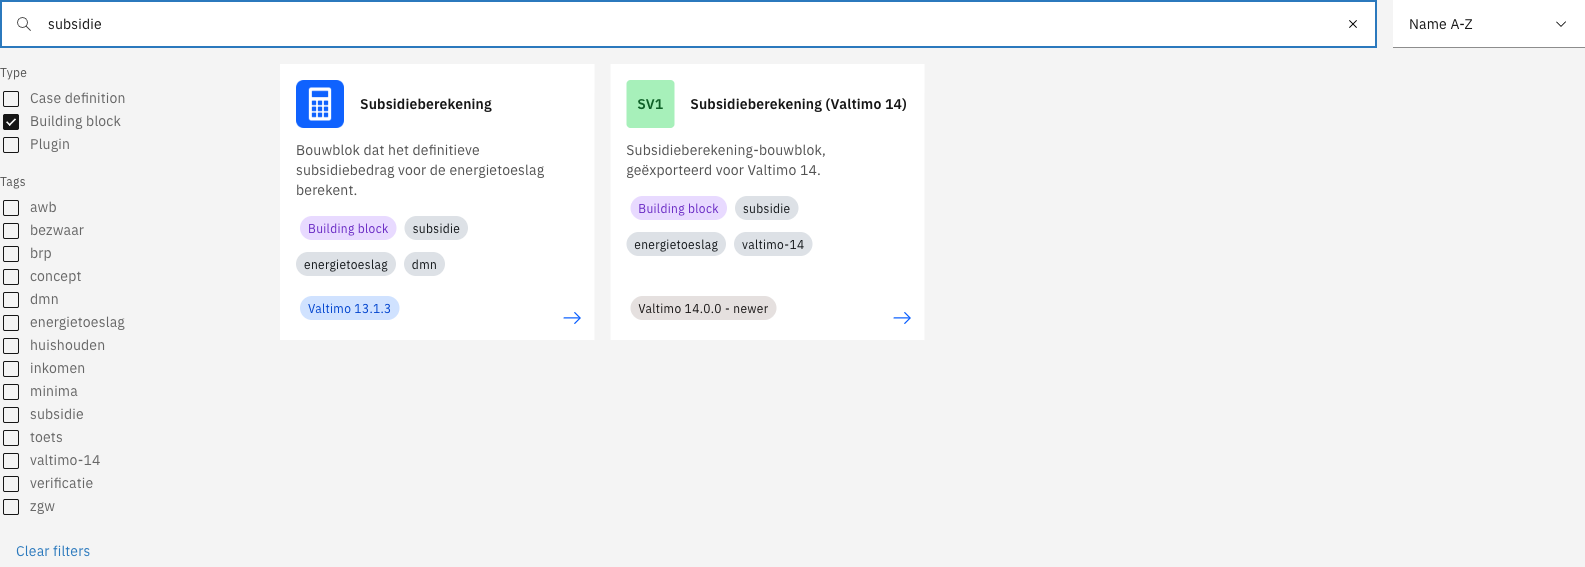 subsidie
Name A-Z
Type
Case definition
Building block
Plugin
Tags
awb
bezwaar
brp
concept
dmn
energietoeslag
huishouden
inkomen
minima
subsidie
toets
valtimo-14
verificatie
zgw
Clear filters
Subsidieberekening
Bouwblok dat het definitieve
subsidiebedrag voor de energietoeslag
berekent.
Building block subsidie
energietoeslag dmn
Valtimo 13.1.3
SV1
Subsidieberekening (Valtimo 14)
Subsidieberekening-bouwblok,
geëxporteerd voor Valtimo 14.
Building block subsidie
energietoeslag valtimo-14
Valtimo 14.0.0 - newer